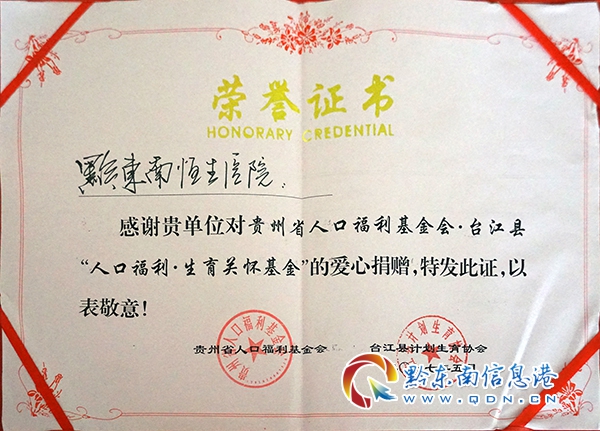 荣誉证书
HONORARY CREDENTIAL
黔东南恒生医院：
感谢贵单位对贵州省人口福利基金会·台江县
“人口福利·生育关怀基金”的爱心捐赠，特发此证，以
表敬意！
贵州省人口福利基金会 台江县计划生育协会
黔东南信息港
WWW.QDN.CN